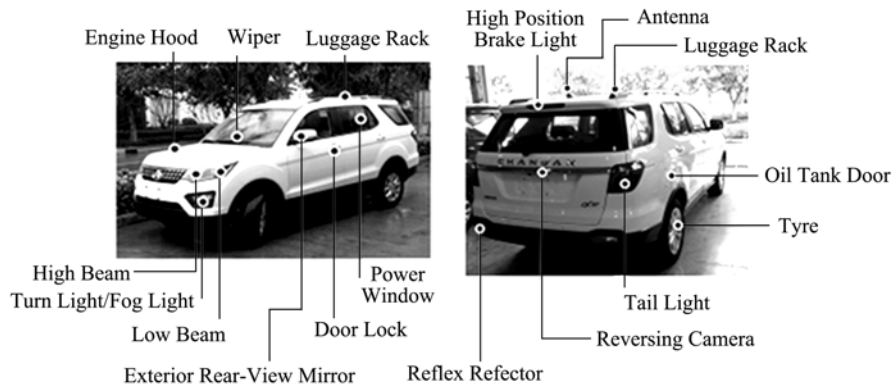 Engine Hood
Wiper
Luggage Rack
High Beam
Turn Light/Fog Light
Low Beam
Exterior Rear-View Mirror
Door Lock
Power
Window
High Position
Brake Light
Antenna
Luggage Rack
CHANGAN
Oil Tank Door
Tyre
Tail Light
Reversing Camera
Reflex Refector